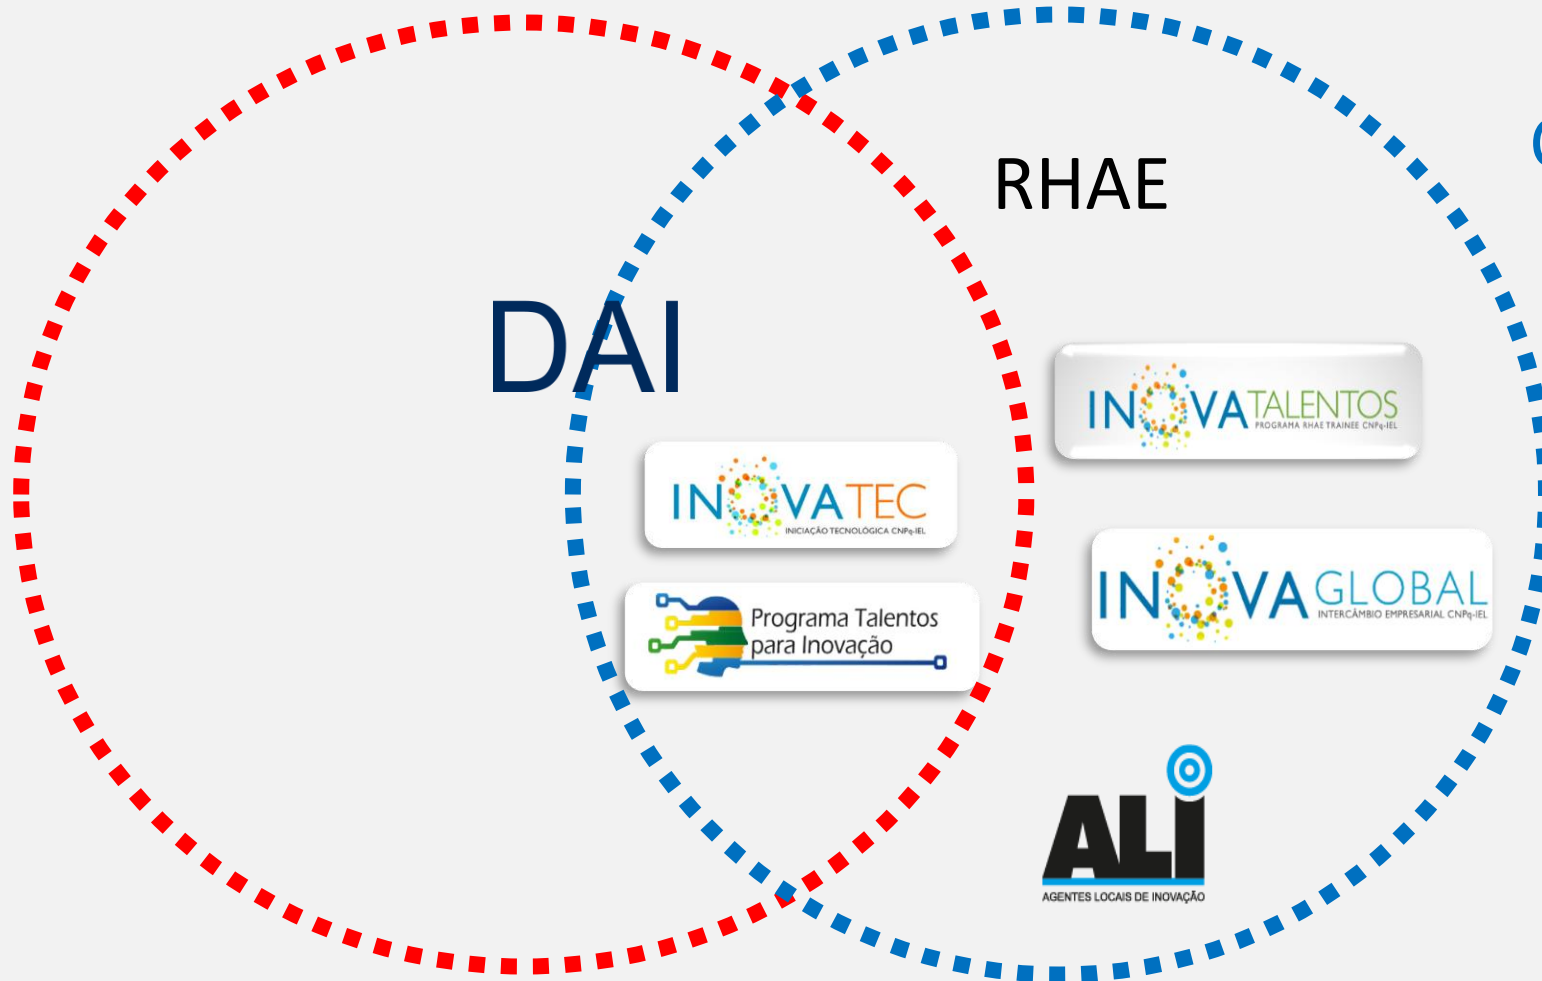 RHAE
DAI
INOVATALENTOS
PROGRAMA RHAE TRAINEE CNPq-IEL
INOVATEC
INICIAÇÃO TECNOLÓGICA CNPq-IEL
INOVAGLOBAL
INTERCÂMBIO EMPRESARIAL CNPq-IEL
Programa Talentos
para Inovação
ALI
AGENTES LOCAIS DE INOVAÇÃO